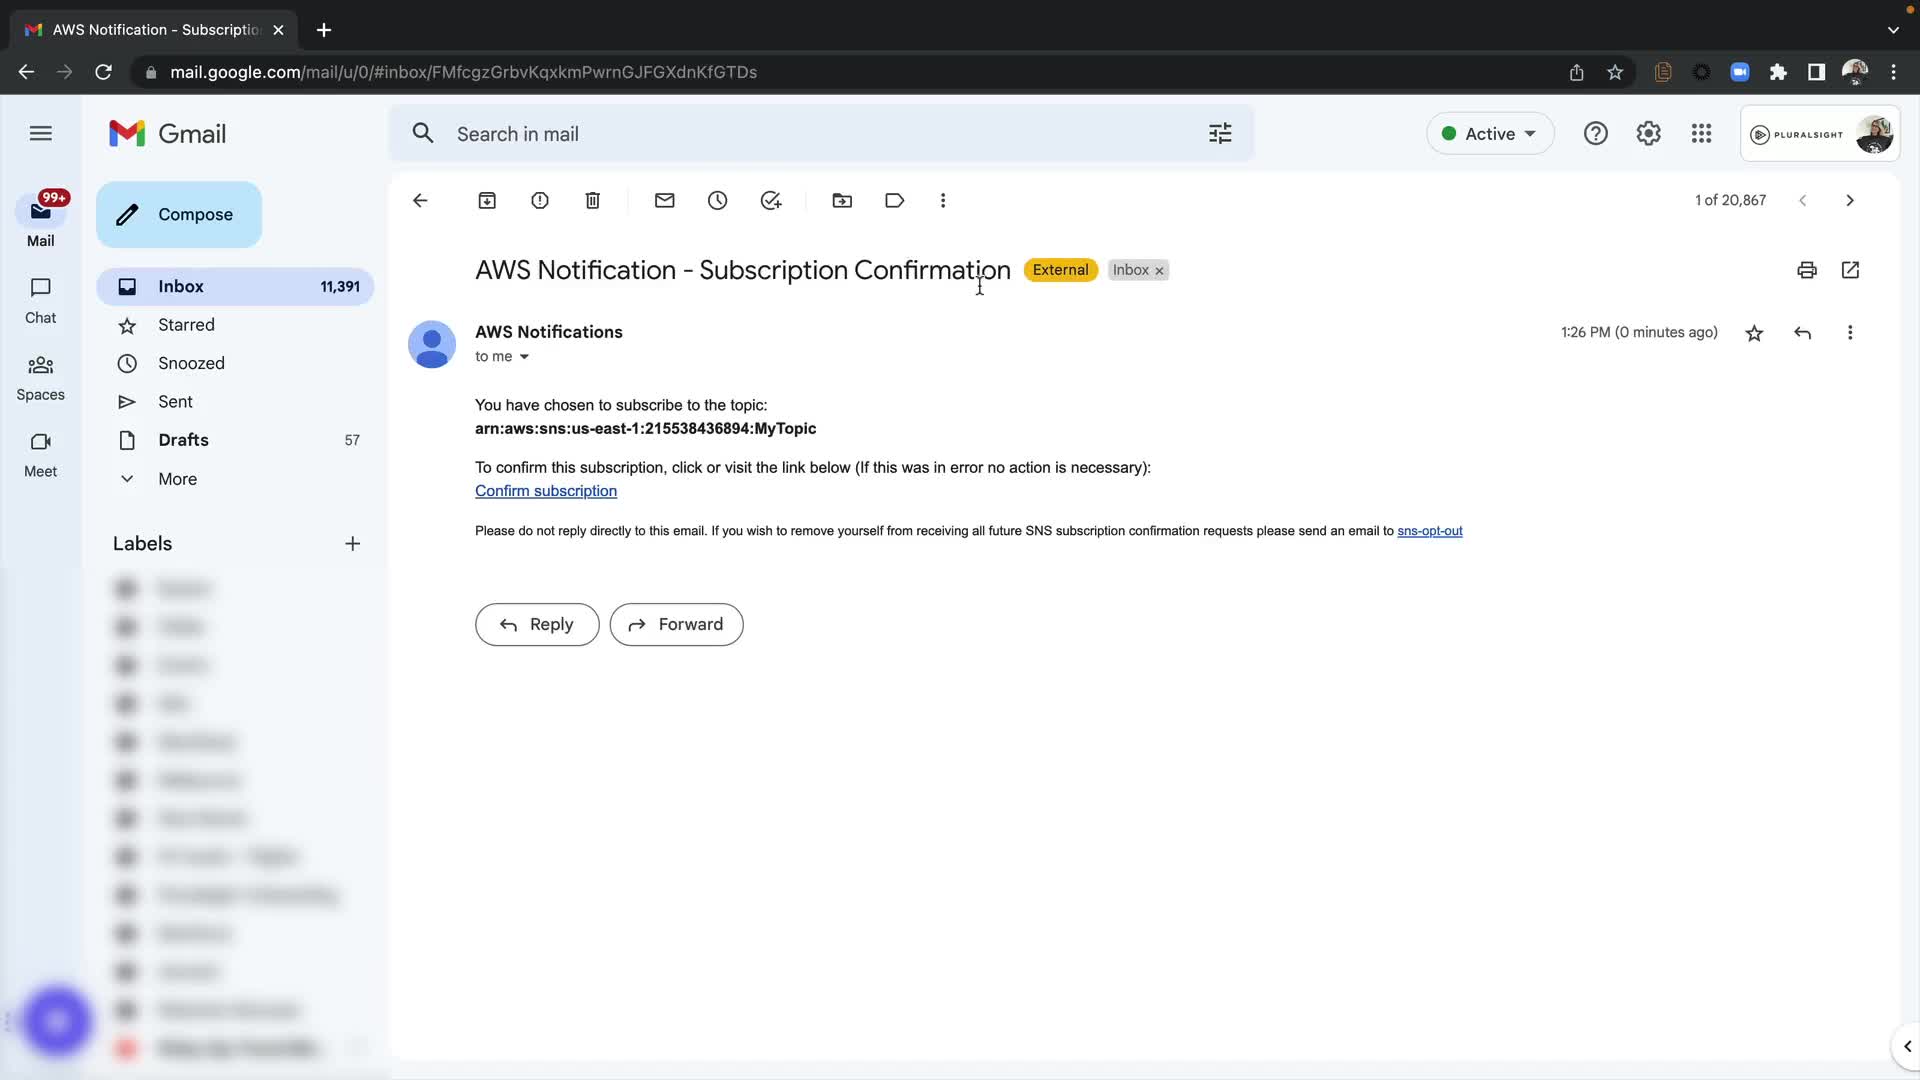 AWS Notification - Subscriptio
mail.google.com/mail/u/0/#inbox/FMfcgzGrbvKqxkmPwrnGJFGXdnKfGTDs
Gmail
Search in mail
Active
PLURALSIGHT
99+
Mail
Compose
1 of 20,867
AWS Notification - Subscription Confirmation
External
Inbox
Inbox 11,391
Chat
Starred
AWS Notifications
1:26 PM (0 minutes ago)
to me
Snoozed
Spaces
Sent
You have chosen to subscribe to the topic:
arn:aws:sns:us-east-1:215538436894:MyTopic
Drafts 57
Meet
More
To confirm this subscription, click or visit the link below (If this was in error no action is necessary):
Confirm subscription
Please do not reply directly to this email. If you wish to remove yourself from receiving all future SNS subscription confirmation requests please send an email to sns-opt-out
Labels
Reply
Forward